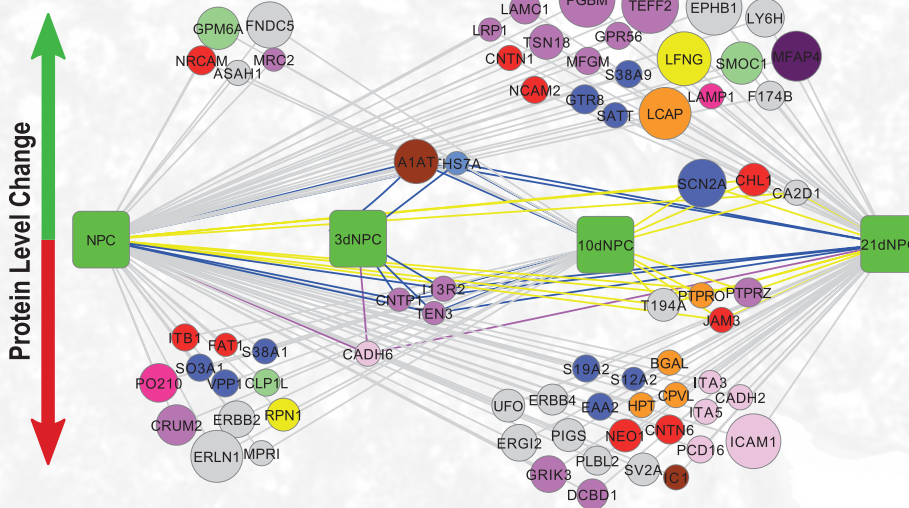 Protein Level Change
GPM6A
FNDC5
NRCAM
ASAH1
MRC2
LAMC1
PGBM
TEFF2
EPHB1
LY6H
LRP1
TSN18
GPR56
CNTN1
MFGM
S38A9
LFNG
SMOC1
MFAP4
NCAM2
GTR8
SATT
LCAP
LAMP1
F174B
A1AT
THS7A
SCN2A
CHL1
CA2D1
NPC
3dNPC
10dNPC
21dNPC
I13R2
CNTP1
TEN3
T194A
PTPRO
PTPRZ
JAM3
CADH6
ITB1
FAT1
S38A1
SO3A1
VPP1
CLP1L
PO210
CRUM2
ERBB2
RPN1
ERLN1
MPRI
S19A2
S12A2
BGAL
ITA3
UFO
ERBB4
EAA2
HPT
CPVL
CADH2
ITA5
ERGI2
PIGS
NEO1
CNTN6
PCD16
ICAM1
PLBL2
SV2A
IC1
GRIK3
DCBD1